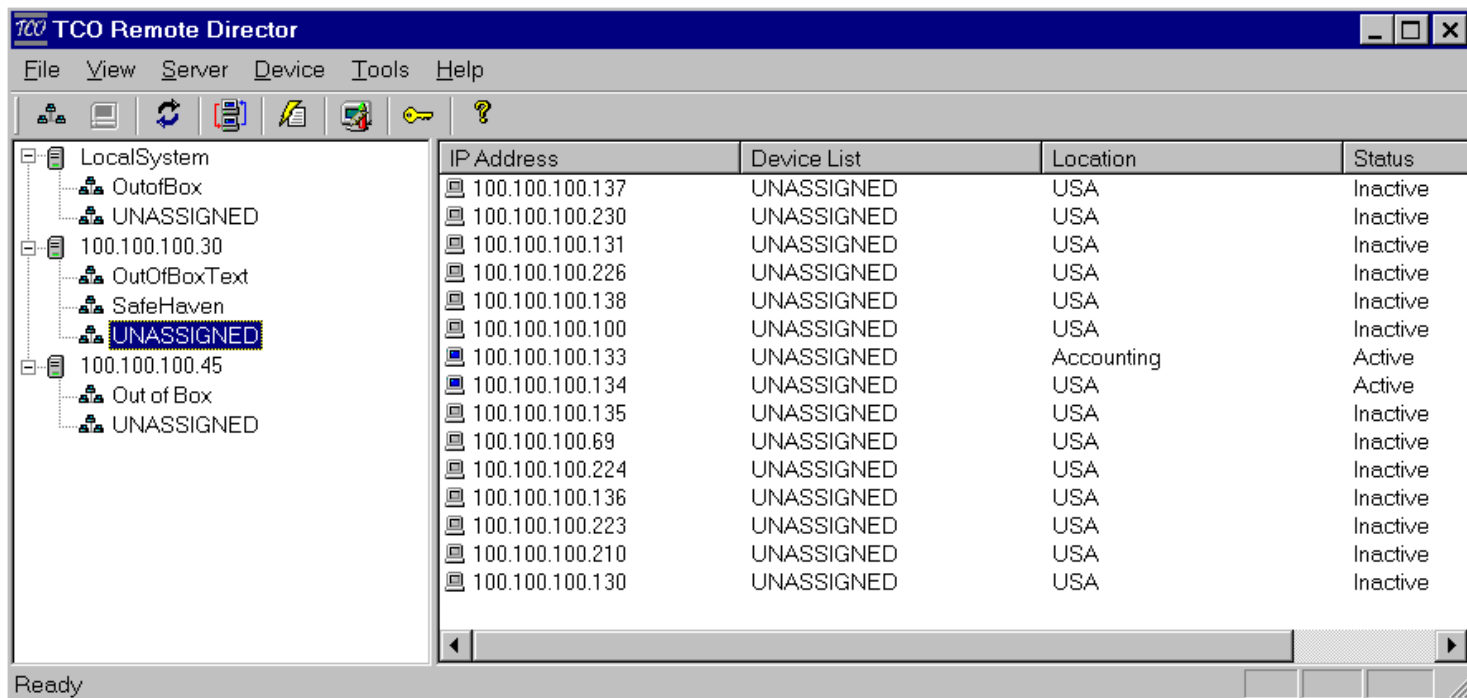 TCO TCO Remote Director
File View Server Device Tools Help
LocalSystem
OutofBox
UNASSIGNED
100.100.100.30
OutOfBoxText
SafeHaven
UNASSIGNED
100.100.100.45
Out of Box
UNASSIGNED
IP Address Device List Location Status
100.100.100.137 UNASSIGNED USA Inactive
100.100.100.230 UNASSIGNED USA Inactive
100.100.100.131 UNASSIGNED USA Inactive
100.100.100.226 UNASSIGNED USA Inactive
100.100.100.138 UNASSIGNED USA Inactive
100.100.100.100 UNASSIGNED USA Inactive
100.100.100.133 UNASSIGNED Accounting Active
100.100.100.134 UNASSIGNED USA Active
100.100.100.135 UNASSIGNED USA Inactive
100.100.100.69 UNASSIGNED USA Inactive
100.100.100.224 UNASSIGNED USA Inactive
100.100.100.136 UNASSIGNED USA Inactive
100.100.100.223 UNASSIGNED USA Inactive
100.100.100.210 UNASSIGNED USA Inactive
100.100.100.130 UNASSIGNED USA Inactive
Ready